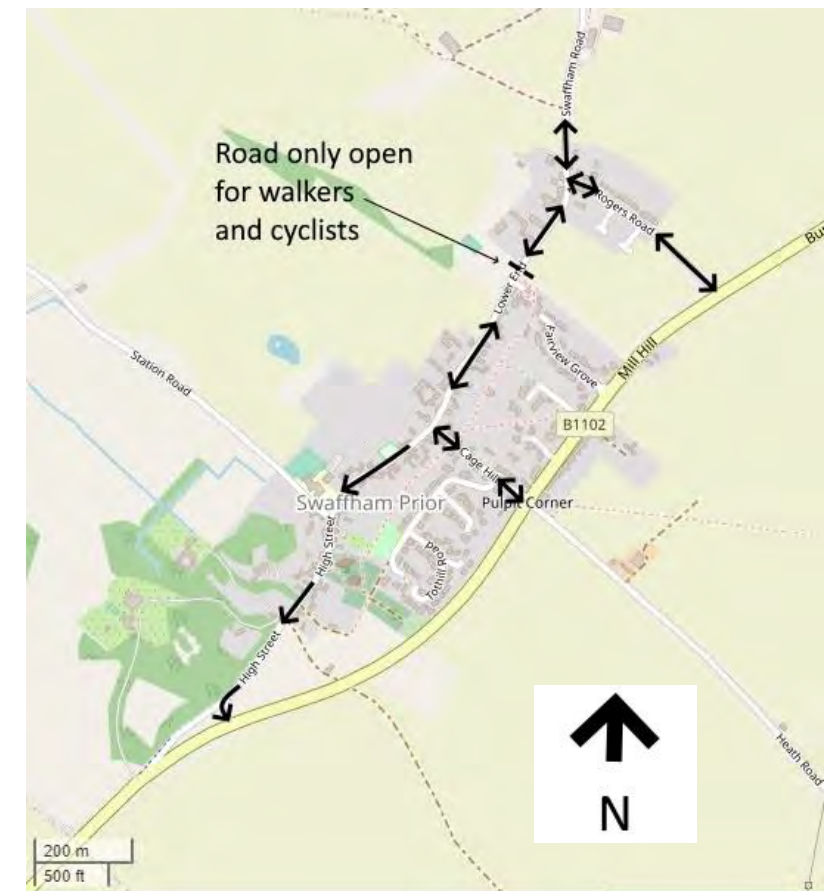 Swaffham Road
Road only open
for walkers
and cyclists
Rogers Road
Lower End
Fairview Grove
Mill Hill
Bu
Station Road
B1102
Cage Hill
Swaffham Prior
Pulpit Corner
High Street
Tothill Road
High Street
Heath Road
N
200 m
500 ft